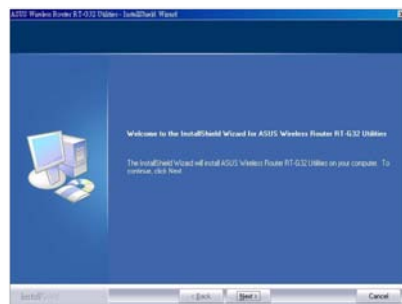 ASUS Wireless Router RT-G32 Utilities - InstallShield Wizard
Welcome to the InstallShield Wizard for ASUS Wireless Router RT-G32 Utilities
The InstallShield Wizard will install ASUS Wireless Router RT-G32 Utilities on your computer. To
continue, click Next.
InstallShield
< Back
Next >
Cancel